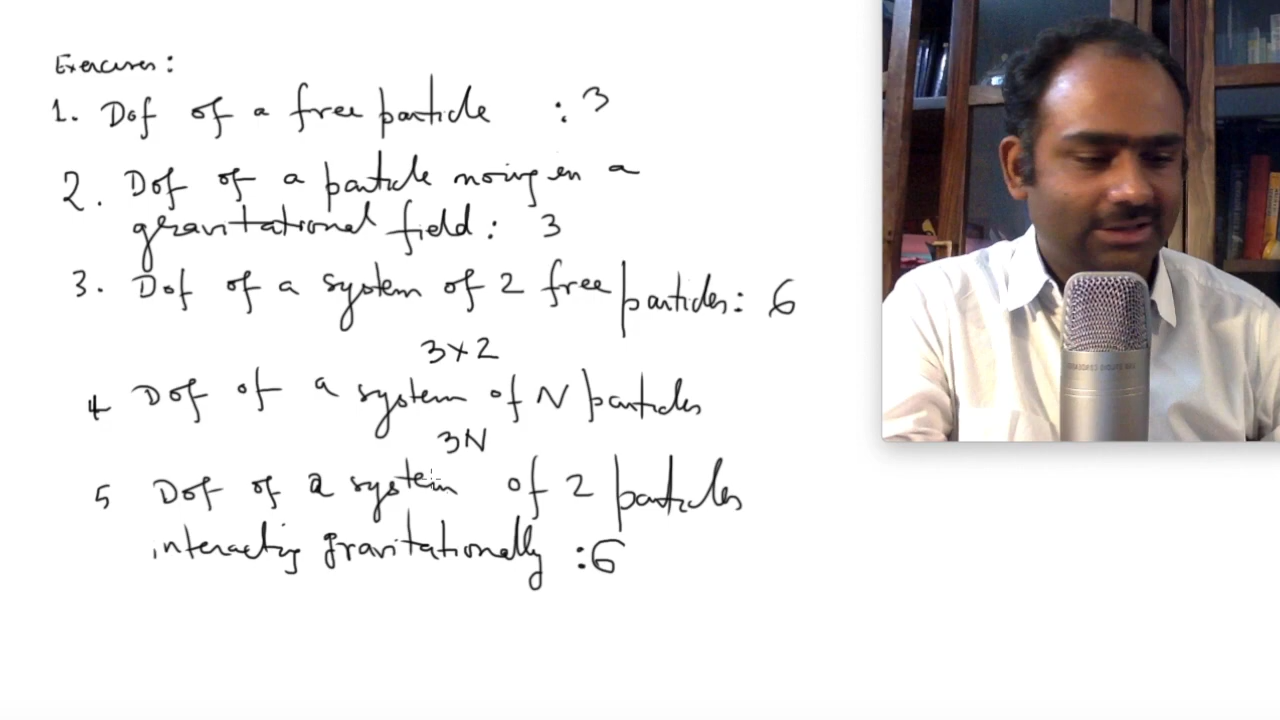 Exercises:
1. Dof of a free particle : 3
2. Dof of a particle moving in a
gravitational field: 3
3. Dof of a system of 2 free particles: 6
3x2
4 Dof of a system of N particles
3N
5 Dof of a system of 2 particles
interacting gravitationally :6